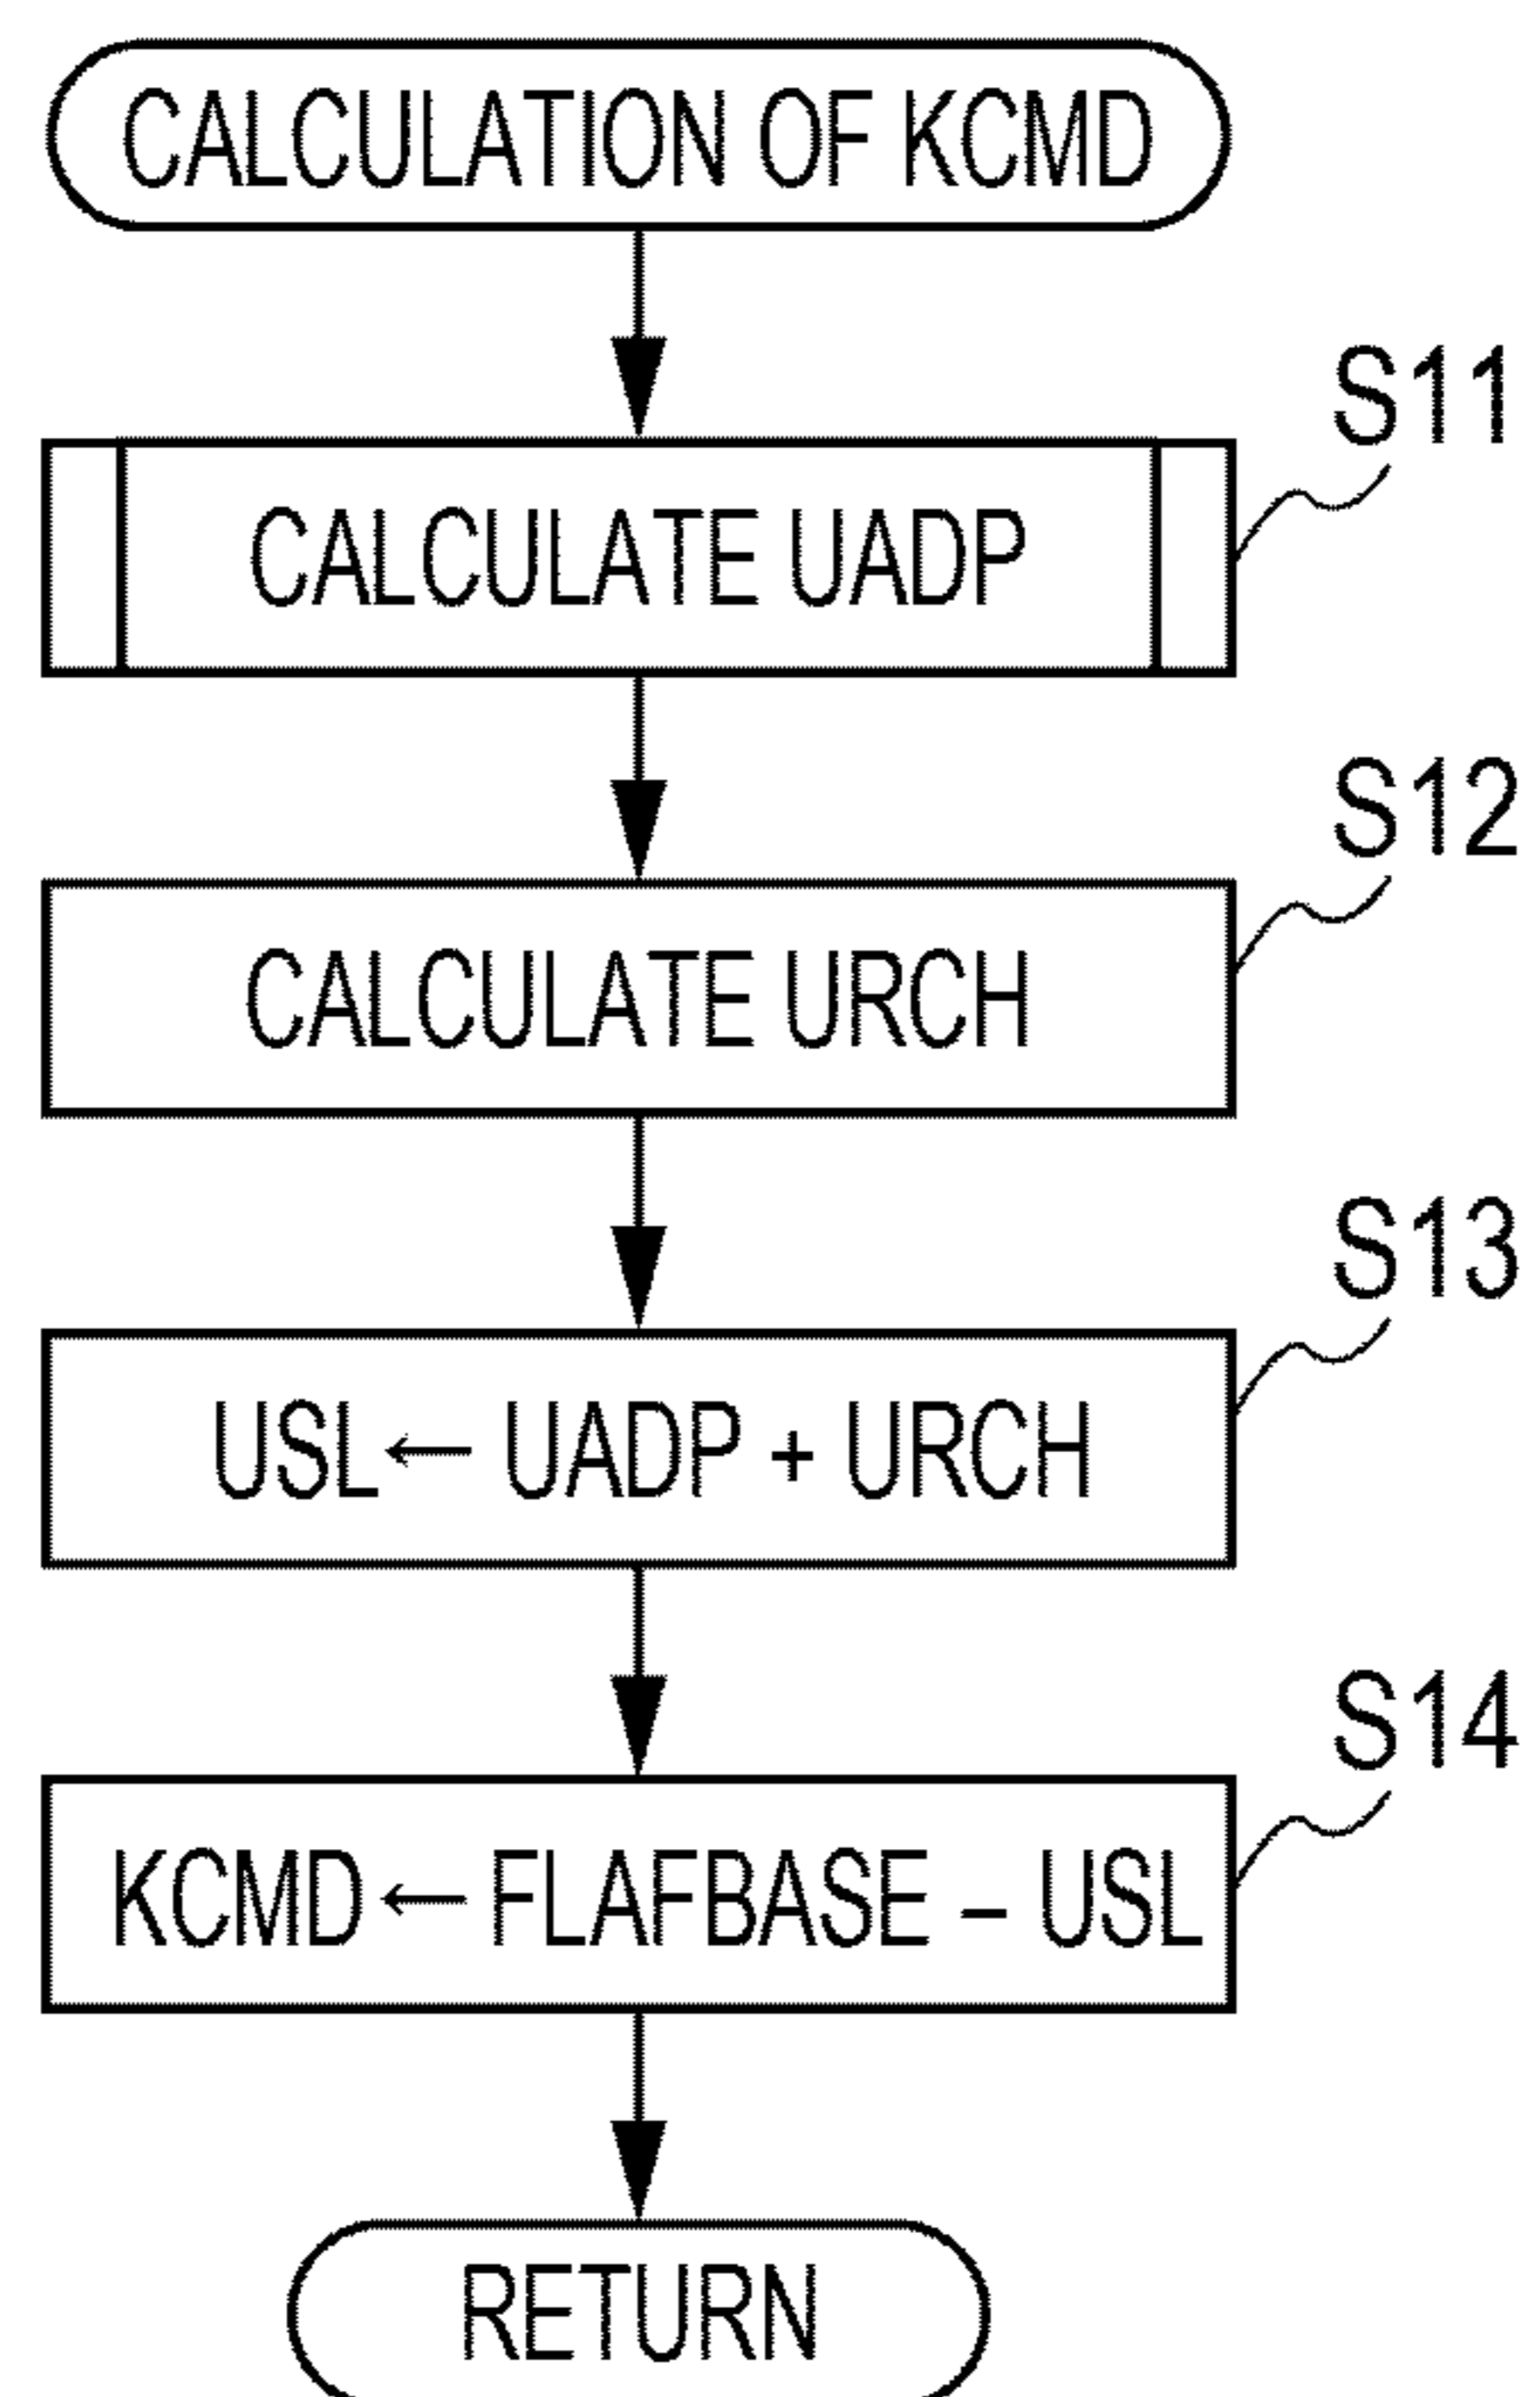 CALCULATION OF KCMD
S11
CALCULATE UADP
S12
CALCULATE URCH
S13
USL ← UADP + URCH
S14
KCMD ← FLAFBASE – USL
RETURN